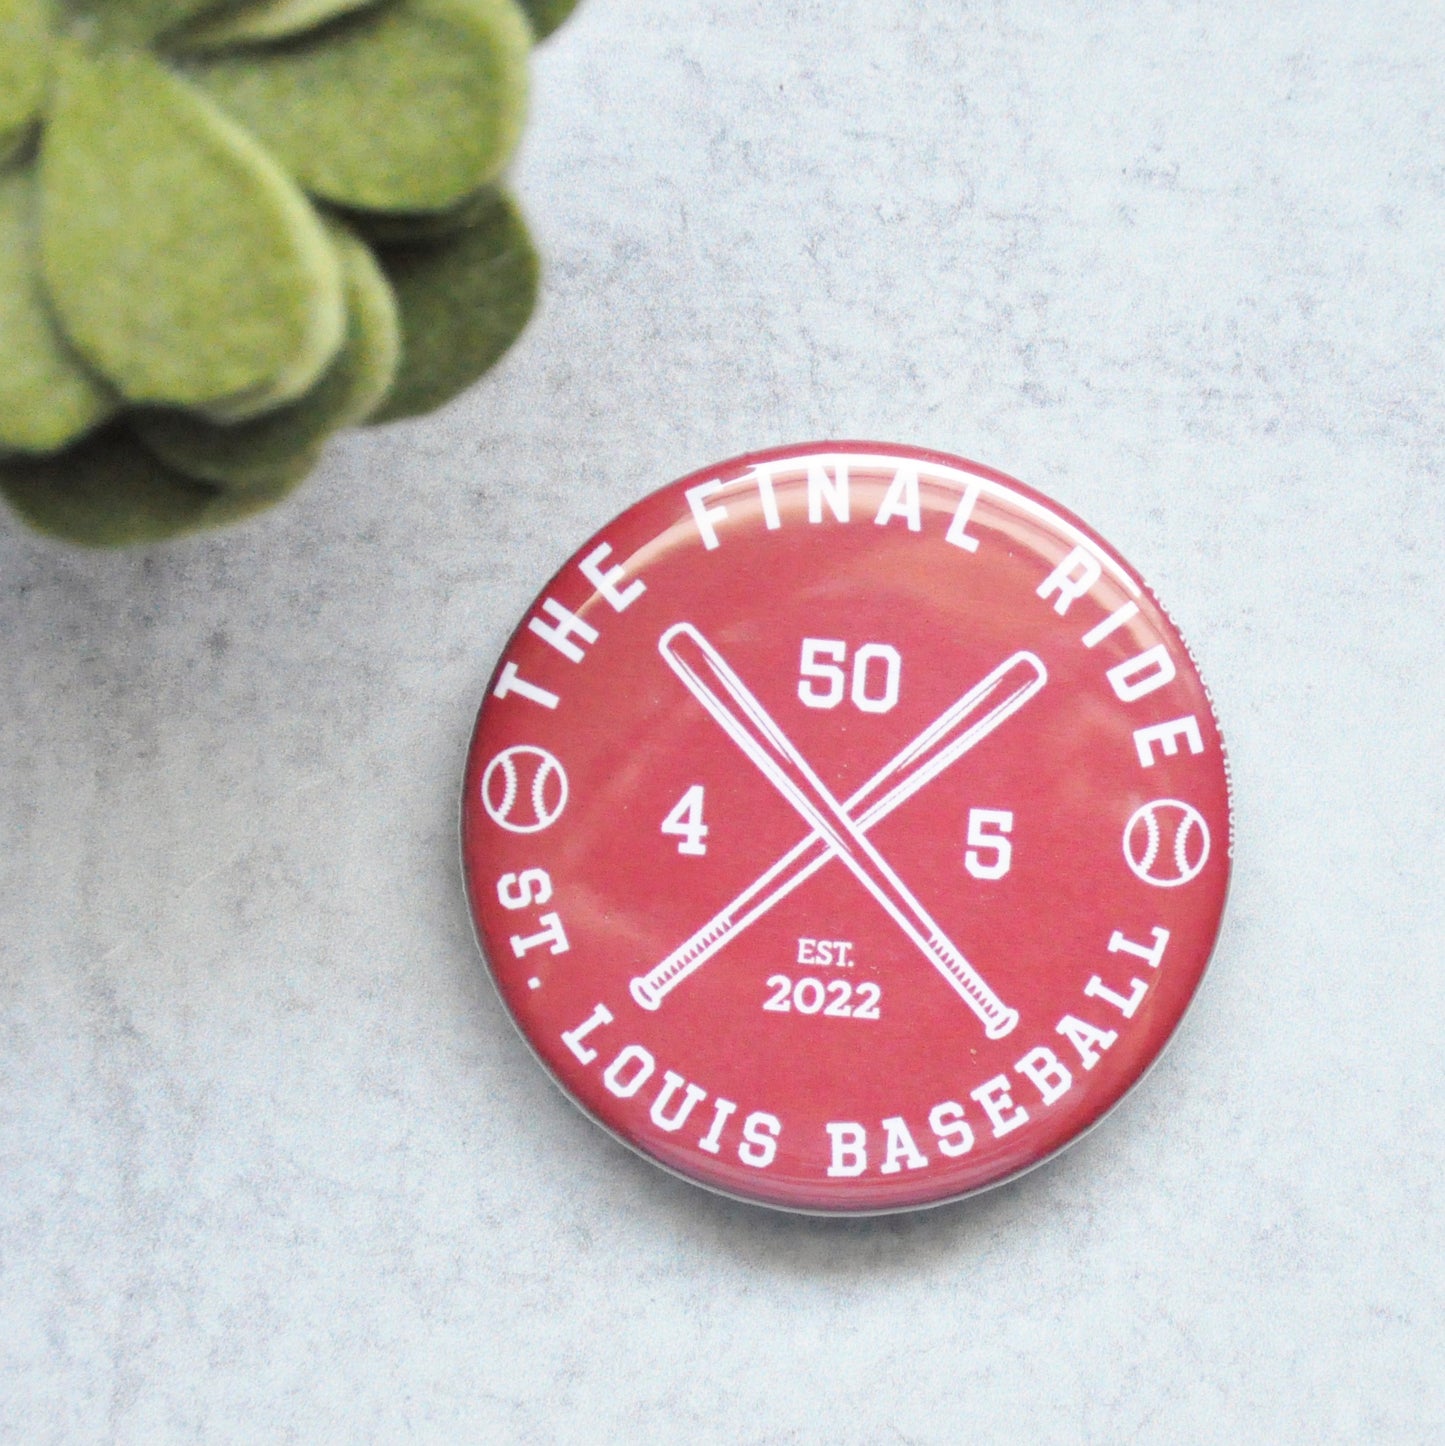 THE FINAL RIDE
50
4 5
EST.
2022
ST. LOUIS BASEBALL